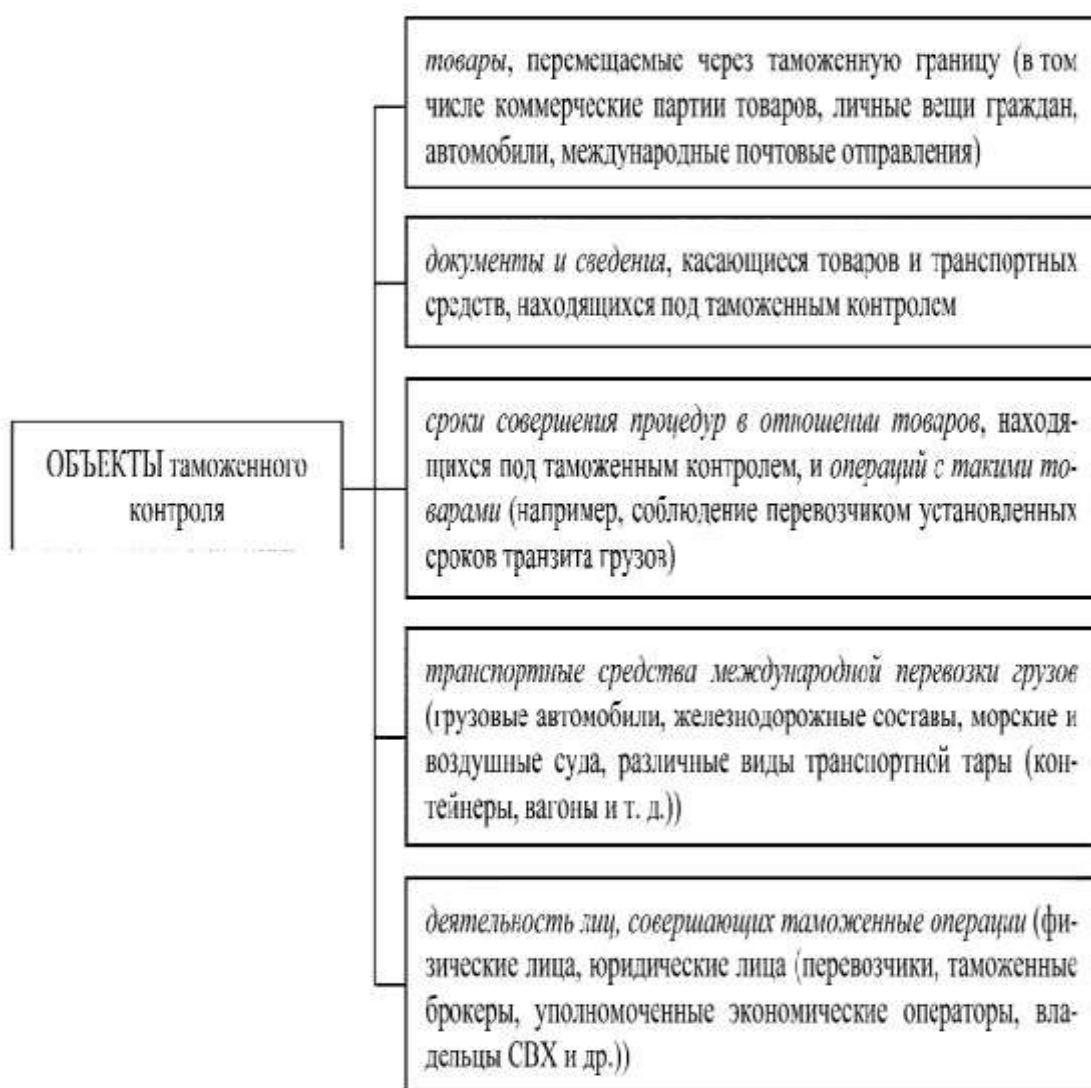 товары, перемещаемые через таможенную границу (в том
числе коммерческие партии товаров, личные вещи граждан,
автомобили, международные почтовые отправления)
документы и сведения, касающиеся товаров и транспортных
средств, находящихся под таможенным контролем
ОБЪЕКТЫ таможенного
контроля
сроки совершения процедур в отношении товаров, находя-
щихся под таможенным контролем, и операций с такими то-
варами (например, соблюдение перевозчиком установленных
сроков транзита грузов)
транспортные средства международной перевозки грузов
(грузовые автомобили, железнодорожные составы, морские и
воздушные суда, различные виды транспортной тары (кон-
тейнеры, вагоны и т. д.))
деятельность лиц, совершающих таможенные операции (фи-
зические лица, юридические лица (перевозчики, таможенные
брокеры, уполномоченные экономические операторы, вла-
дельцы СВХ и др.))